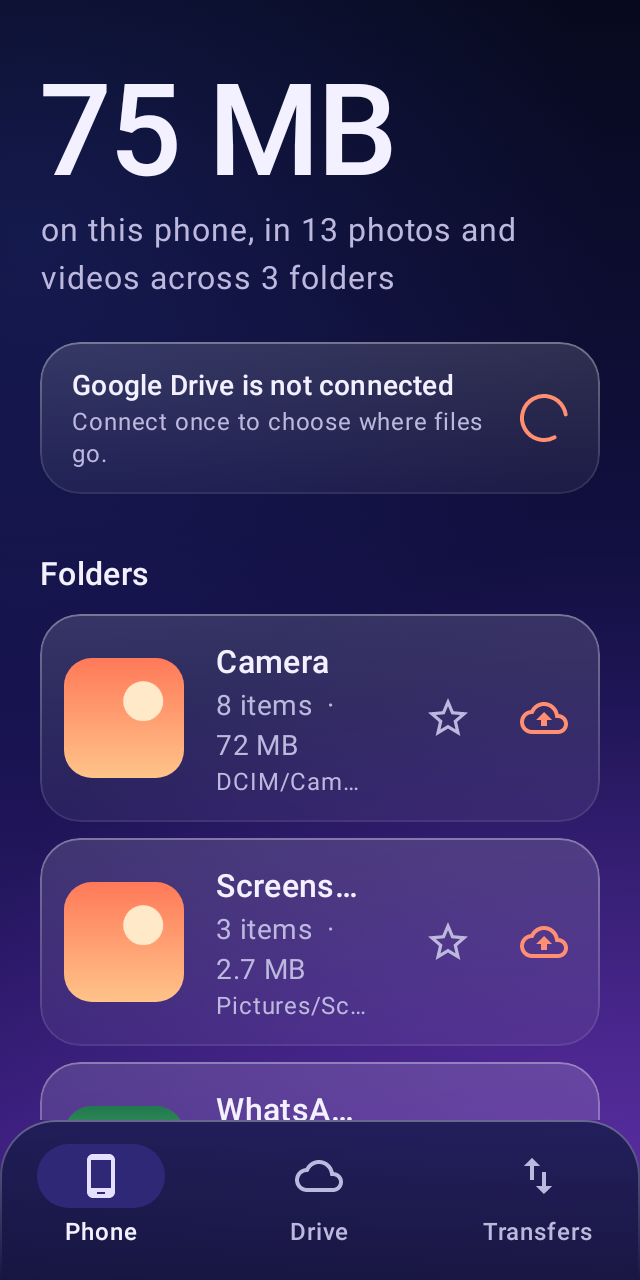 75 MB
on this phone, in 13 photos and
videos across 3 folders
Google Drive is not connected
Connect once to choose where files
go.
Folders
Camera
8 items ·
72 MB
DCIM/Cam…
Screens…
3 items ·
2.7 MB
Pictures/Sc…
WhatsA…
Phone
Drive
Transfers